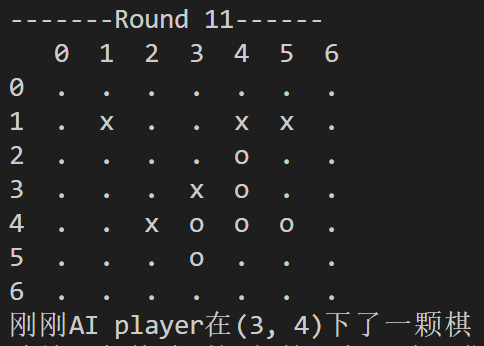 -------Round 11------
0 1 2 3 4 5 6
0 . . . . . . .
1 . x . . x x .
2 . . . . o . .
3 . . . x o . .
4 . . x o o o .
5 . . . o . . .
6 . . . . . . .
刚刚AI player在(3, 4)下了一颗棋